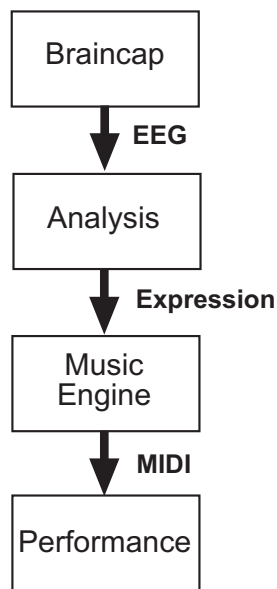 Braincap
EEG
Analysis
Expression
Music
Engine
MIDI
Performance